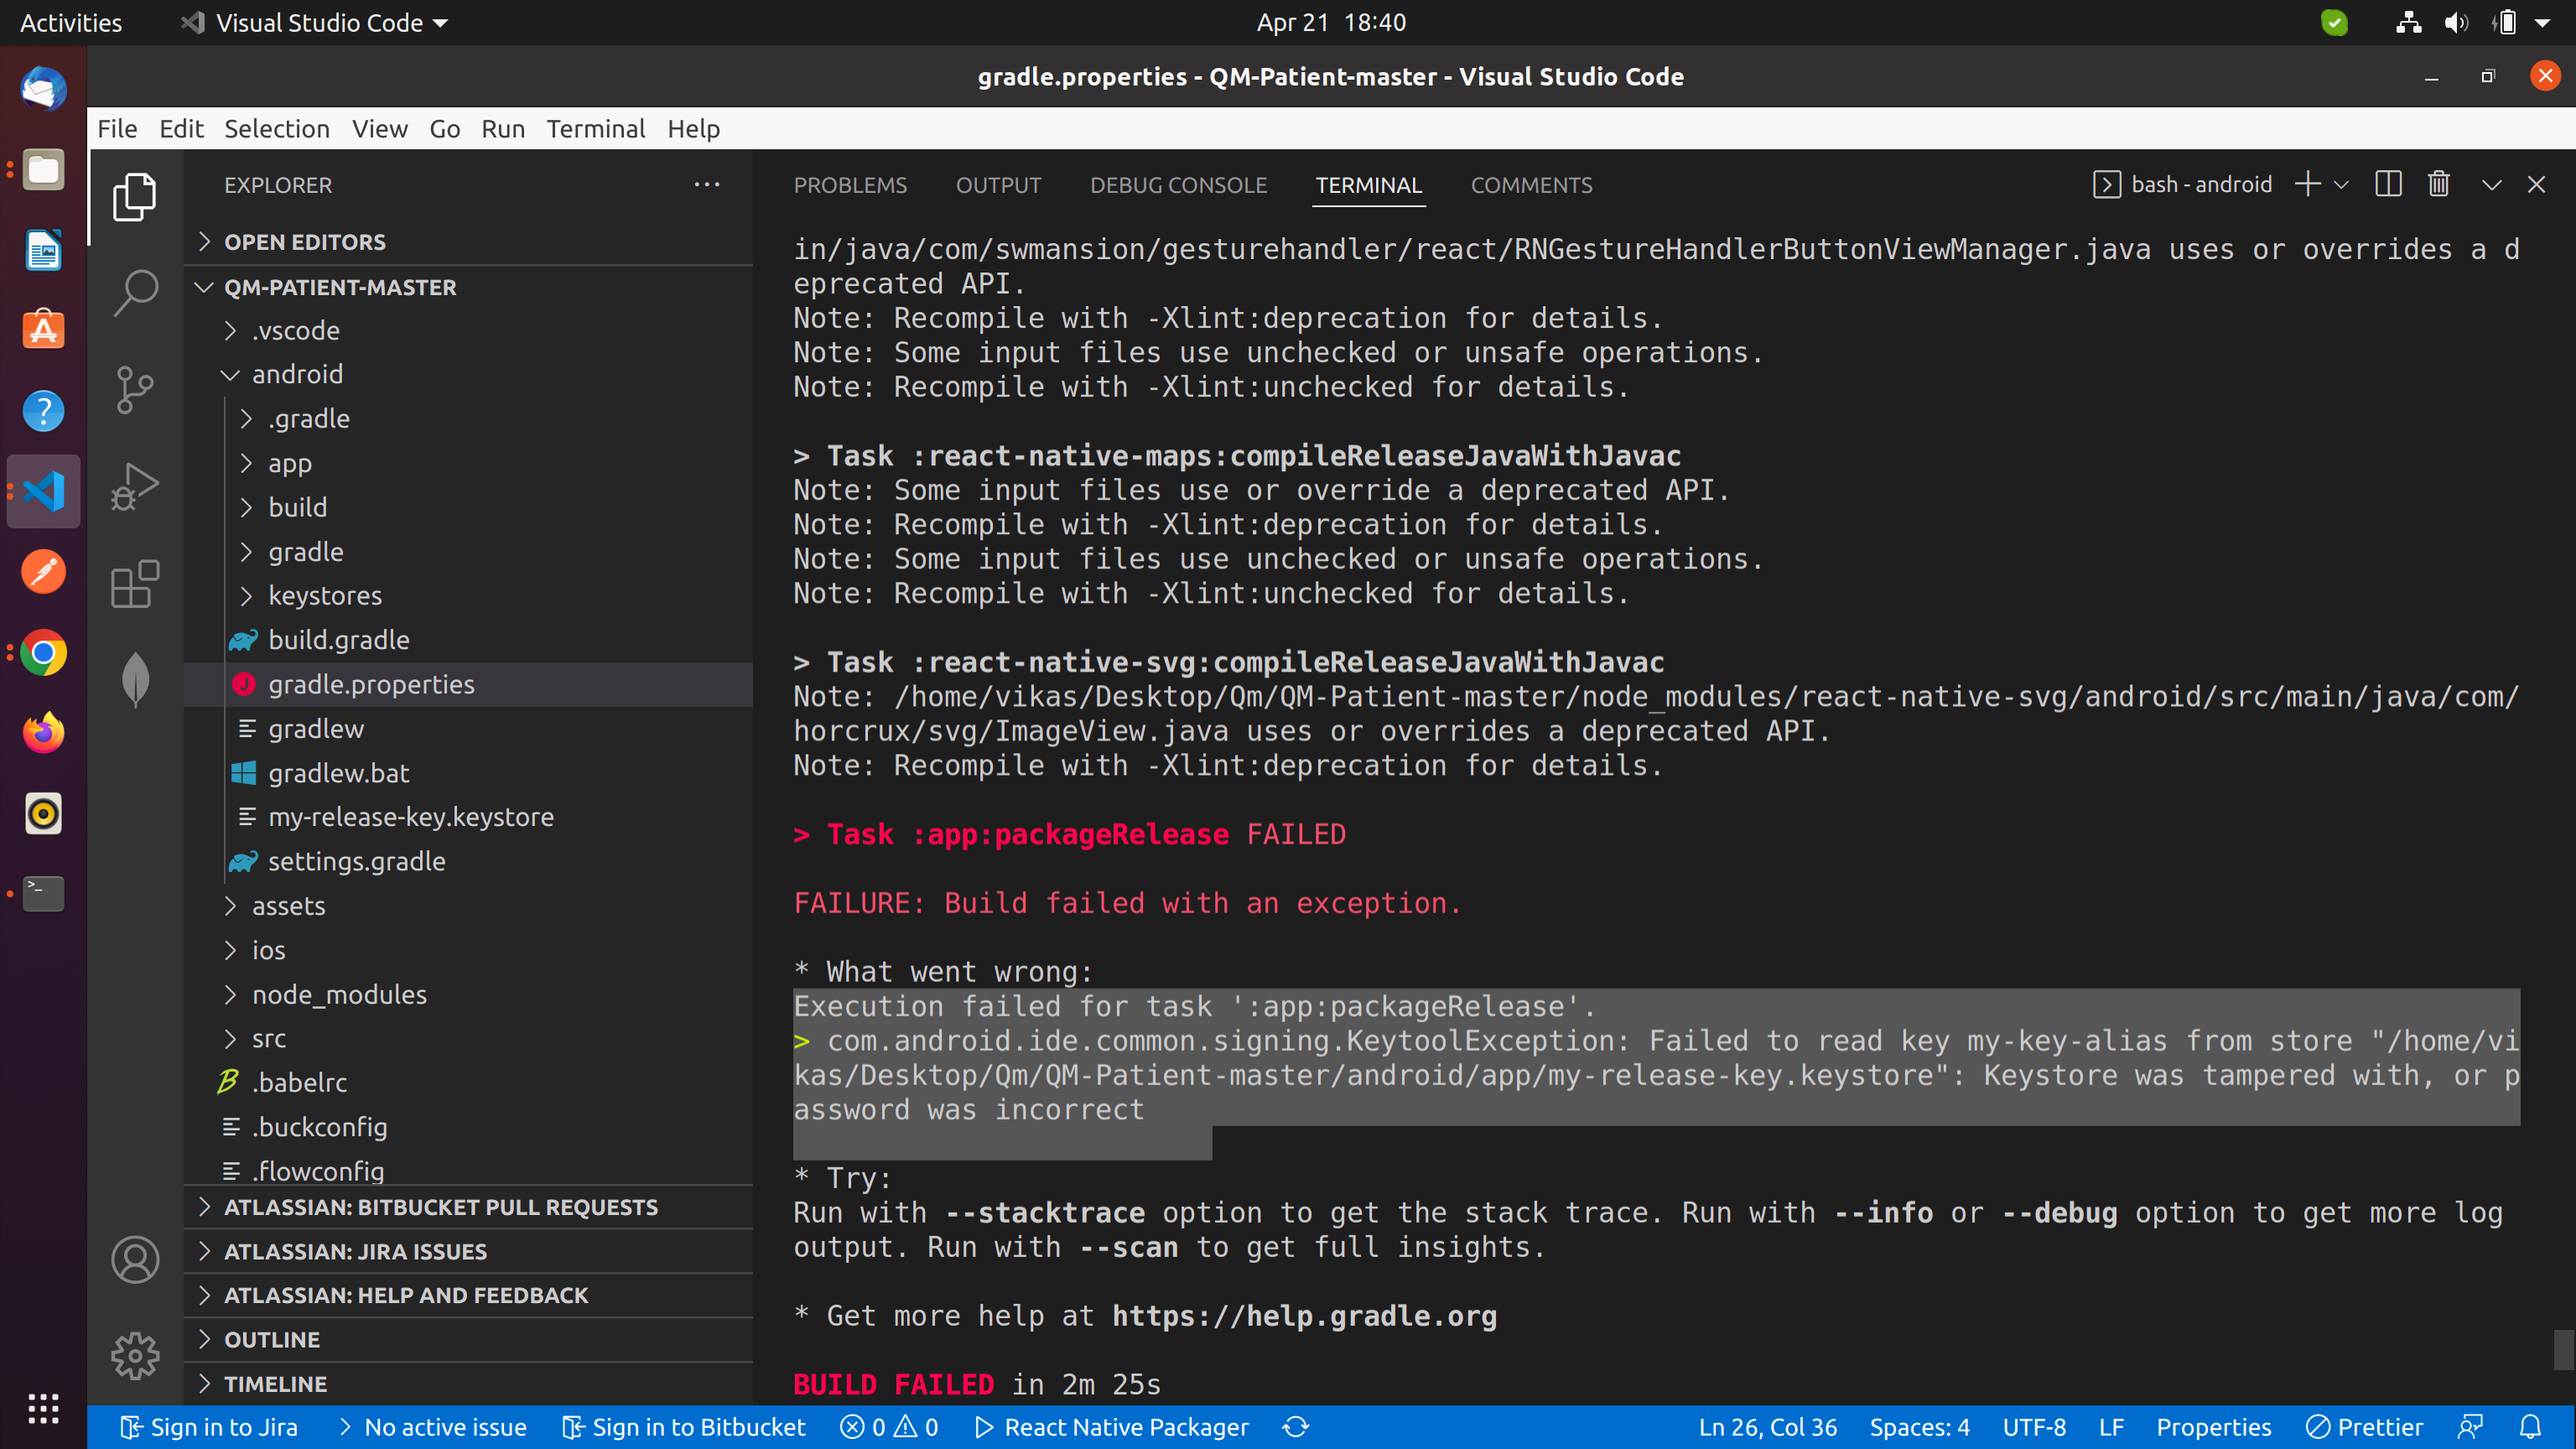 Activities
Visual Studio Code
Apr 21 18:40
gradle.properties - QM-Patient-master - Visual Studio Code
File Edit Selection View Go Run Terminal Help
EXPLORER
OPEN EDITORS
QM-PATIENT-MASTER
.vscode
android
.gradle
app
build
gradle
keystores
build.gradle
gradle.properties
gradlew
gradlew.bat
my-release-key.keystore
settings.gradle
assets
ios
node_modules
src
.babelrc
.buckconfig
.flowconfig
ATLASSIAN: BITBUCKET PULL REQUESTS
ATLASSIAN: JIRA ISSUES
ATLASSIAN: HELP AND FEEDBACK
OUTLINE
TIMELINE
PROBLEMS OUTPUT DEBUG CONSOLE TERMINAL COMMENTS
bash - android
in/java/com/swmansion/gesturehandler/react/RNGestureHandlerButtonViewManager.java uses or overrides a d
eprecated API.
Note: Recompile with -Xlint:deprecation for details.
Note: Some input files use unchecked or unsafe operations.
Note: Recompile with -Xlint:unchecked for details.
> Task :react-native-maps:compileReleaseJavaWithJavac
Note: Some input files use or override a deprecated API.
Note: Recompile with -Xlint:deprecation for details.
Note: Some input files use unchecked or unsafe operations.
Note: Recompile with -Xlint:unchecked for details.
> Task :react-native-svg:compileReleaseJavaWithJavac
Note: /home/vikas/Desktop/Qm/QM-Patient-master/node_modules/react-native-svg/android/src/main/java/com/
horcrux/svg/ImageView.java uses or overrides a deprecated API.
Note: Recompile with -Xlint:deprecation for details.
> Task :app:packageRelease FAILED
FAILURE: Build failed with an exception.
* What went wrong:
Execution failed for task ':app:packageRelease'.
> com.android.ide.common.signing.KeytoolException: Failed to read key my-key-alias from store "/home/vi
kas/Desktop/Qm/QM-Patient-master/android/app/my-release-key.keystore": Keystore was tampered with, or p
assword was incorrect
* Try:
Run with --stacktrace option to get the stack trace. Run with --info or --debug option to get more log
output. Run with --scan to get full insights.
* Get more help at https://help.gradle.org
BUILD FAILED in 2m 25s
Sign in to Jira No active issue Sign in to Bitbucket 0 0 React Native Packager Ln 26, Col 36 Spaces: 4 UTF-8 LF Properties Prettier